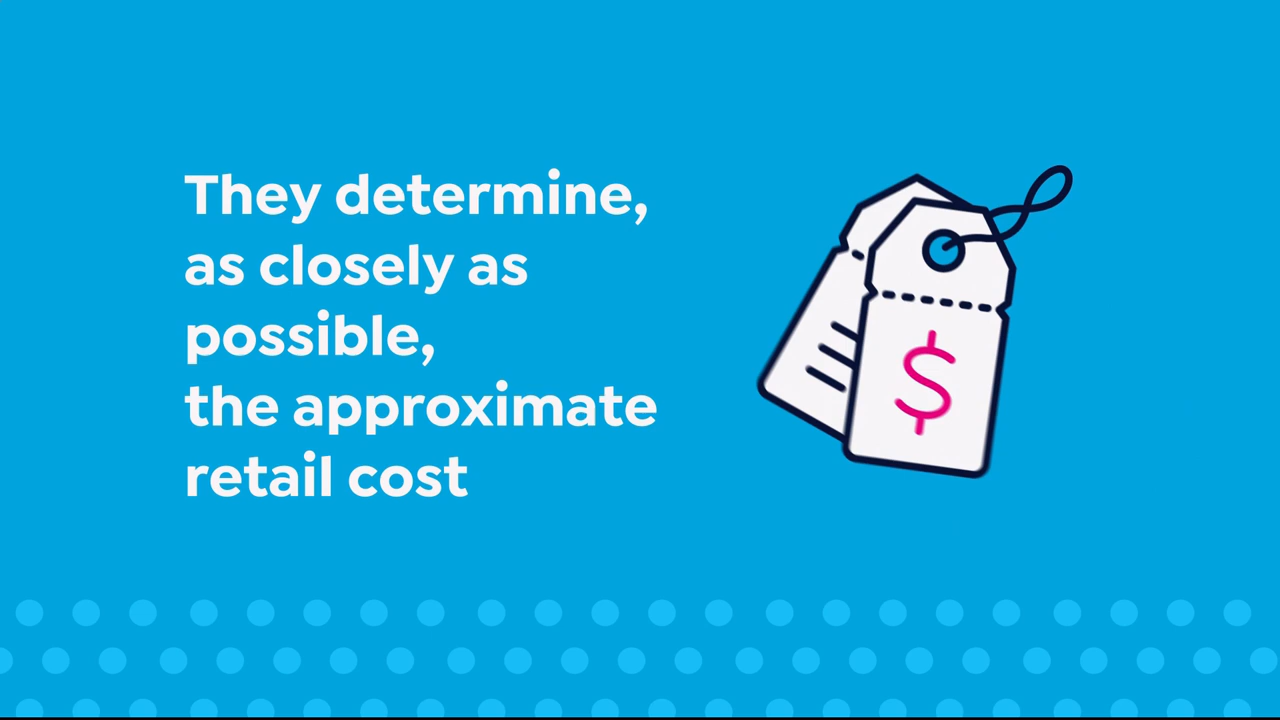 They determine,
as closely as
possible,
the approximate
retail cost
$